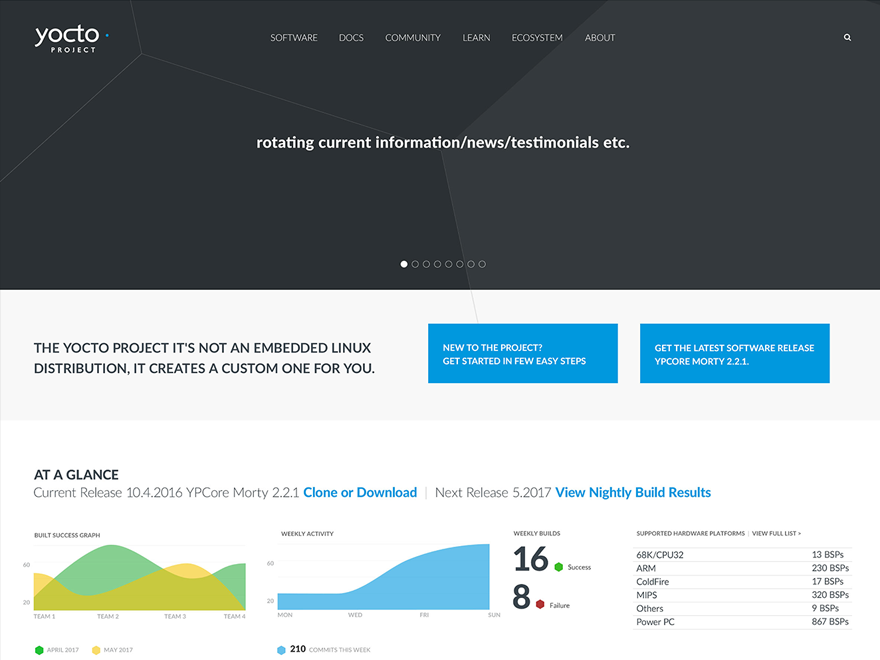 yocto
PROJECT
SOFTWARE DOCS COMMUNITY LEARN ECOSYSTEM ABOUT
rotating current information/news/testimonials etc.
THE YOCTO PROJECT IT'S NOT AN EMBEDDED LINUX
DISTRIBUTION, IT CREATES A CUSTOM ONE FOR YOU.
NEW TO THE PROJECT?
GET STARTED IN FEW EASY STEPS
GET THE LATEST SOFTWARE RELEASE
YPCORE MORTY 2.2.1.
AT A GLANCE
Current Release 10.4.2016 YPCore Morty 2.2.1 Clone or Download | Next Release 5.2017 View Nightly Build Results
BUILT SUCCESS GRAPH
60
20
TEAM 1 TEAM 2 TEAM 3 TEAM 4
APRIL 2017 MAY 2017
WEEKLY ACTIVITY
60
20
MON WED FRI SUN
210 COMMITS THIS WEEK
WEEKLY BUILDS
16 Success
8 Failure
SUPPORTED HARDWARE PLATFORMS | VIEW FULL LIST >
68K/CPU32 13 BSPs
ARM 230 BSPs
ColdFire 17 BSPs
MIPS 320 BSPs
Others 9 BSPs
Power PC 867 BSPs